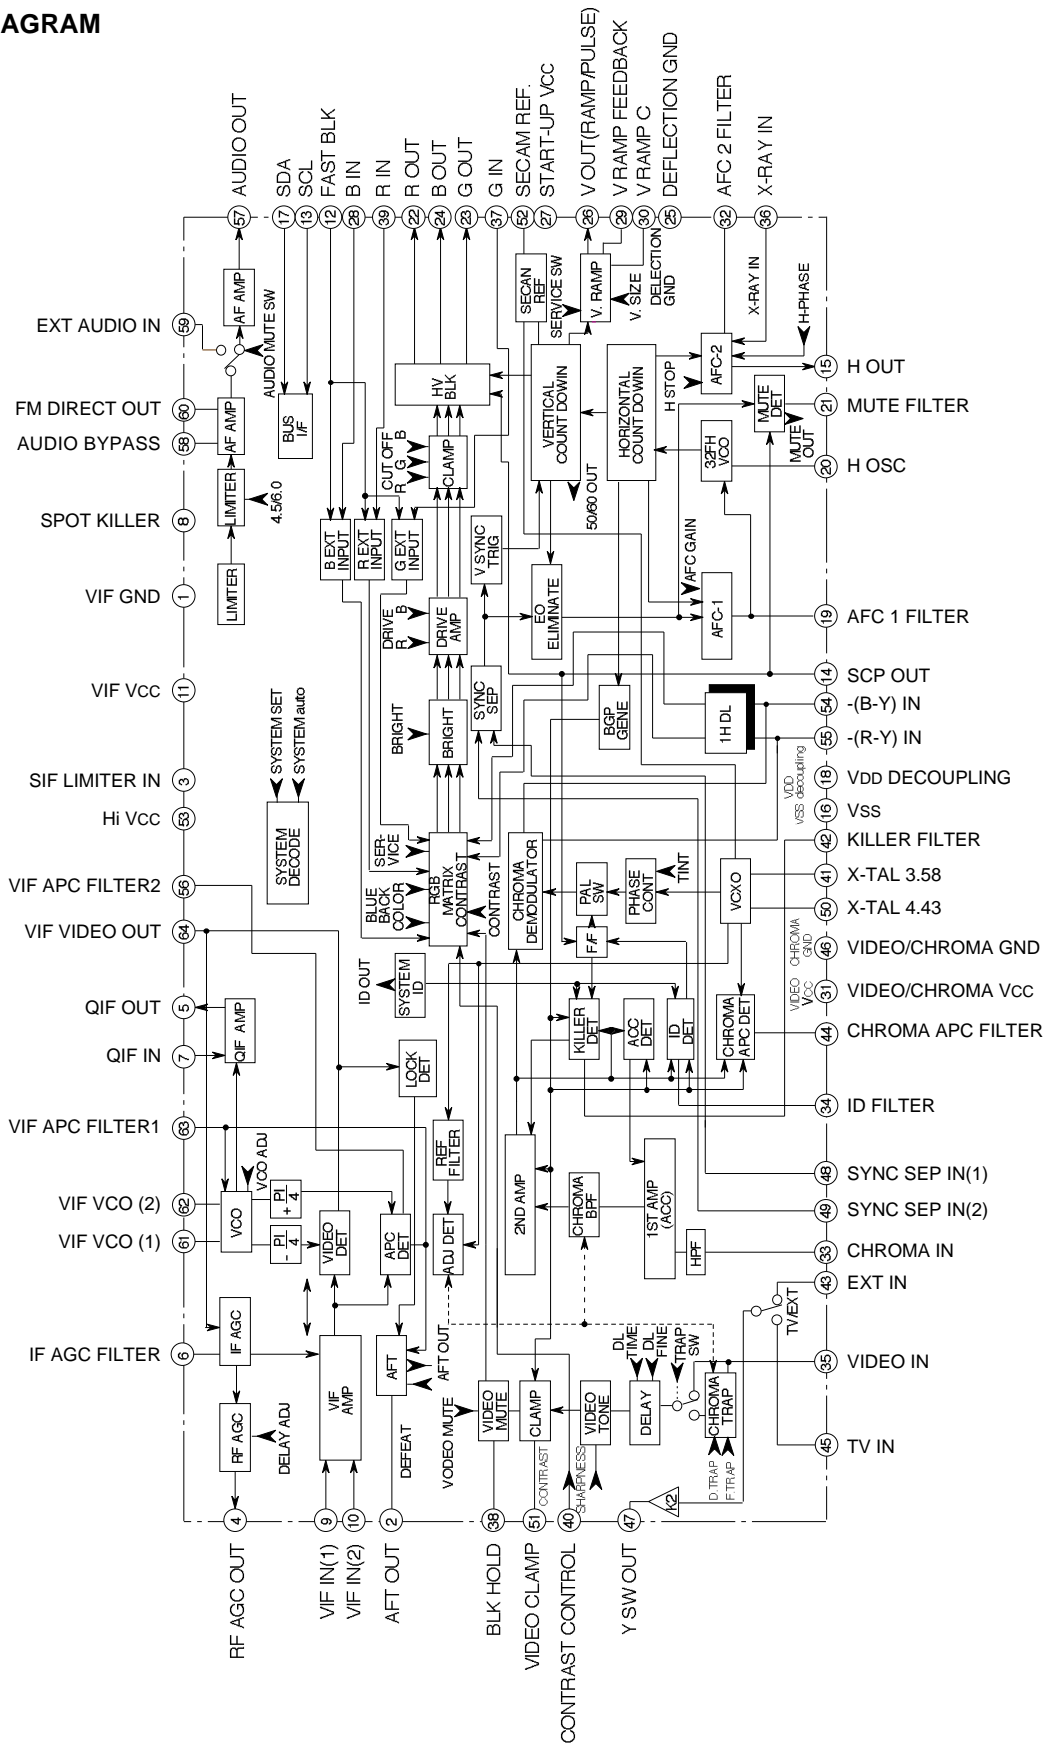 AGRAM
AUDIO OUT
SDA
SCL
FAST BLK
B IN
R IN
R OUT
B OUT
G OUT
G IN
SECAM REF.
START-UP VCC
V OUT(RAMP/PULSE)
V RAMP FEEDBACK
V RAMP C
DEFLECTION GND
AFC 2 FILTER
X-RAY IN
57
17
13
12
28
39
22
24
23
37
52
27
26
29
30
25
32
36
EXT AUDIO IN
59
FM DIRECT OUT
60
AUDIO BYPASS
58
SPOT KILLER
8
VIF GND
1
VIF VCC
11
SIF LIMITER IN
3
Hi VCC
53
VIF APC FILTER2
56
VIF VIDEO OUT
64
QIF OUT
5
QIF IN
7
VIF APC FILTER1
63
VIF VCO (2)
62
VIF VCO (1)
61
IF AGC FILTER
6
AF AMP
AUDIO MUTE SW
AF AMP
LIMITER
4.5/6.0
LIMITER
BUS
I/F
B EXT
INPUT
R EXT
INPUT
G EXT
INPUT
HV
BLK
CUT OFF
R G B
CLAMP
DRIVE
R B
DRIVE
AMP
BRIGHT
BRIGHT
V SYNC
TRIG
SYNC
SEP
SECAN
REF
SERVICE SW
V. RAMP
V. SIZE
DELECTION
GND
X-RAY IN
H-PHASE
VERTICAL
COUNT DOWIN
50/60 OUT
HORIZONTAL
COUNT DOWN
H STOP
AFC-2
MUTE
DET
MUTE
OUT
32FH
VCO
EO
ELIMINATE
AFC GAIN
AFC-1
BGP
GENE
1H DL
SYSTEM SET
SYSTEM auto
SYSTEM
DECODE
SER-
VICE
BLUE
BACK
COLOR
RGB
MATRIX
CONTRAST
CONTRAST
CHROMA
DEMODULATOR
PAL
SW
PHASE
CONT
TINT
VCXO
F/F
ID OUT
SYSTEM
ID
KILLER
DET
ACC
DET
ID
DET
CHROMA
APC DET
QIF AMP
LOCK
DET
VCO ADJ
VCO
PI
+ 4
PI
- 4
VIDEO
DET
APC
DET
REF
FILTER
ADJ DET
2ND AMP
CHROMA
BPF
1ST AMP
(ACC)
HPF
IF AGC
RF AGC
DELAY ADJ
VIF
AMP
AFT
AFT OUT
DEFEAT
VODEO MUTE
VIDEO
MUTE
CLAMP
CONTRAST
VIDEO
TONE
SHARPNESS
DL
TIME
DL
FINE
DELAY
TRAP
SW
CHROMA
TRAP
D.TRAP
F.TRAP
TV/EXT
K2
VDD
VSS decoupling
VIDEO CHROMA
GND
VCC
15
H OUT
21
MUTE FILTER
20
H OSC
19
AFC 1 FILTER
14
SCP OUT
54
-(B-Y) IN
55
-(R-Y) IN
18
VDD DECOUPLING
16
VSS
42
KILLER FILTER
41
X-TAL 3.58
50
X-TAL 4.43
46
VIDEO/CHROMA GND
31
VIDEO/CHROMA VCC
44
CHROMA APC FILTER
34
ID FILTER
48
SYNC SEP IN(1)
49
SYNC SEP IN(2)
33
CHROMA IN
43
EXT IN
35
VIDEO IN
45
TV IN
4
9
10
2
38
51
40
47
RF AGC OUT
VIF IN(1)
VIF IN(2)
AFT OUT
BLK HOLD
VIDEO CLAMP
CONTRAST CONTROL
Y SW OUT